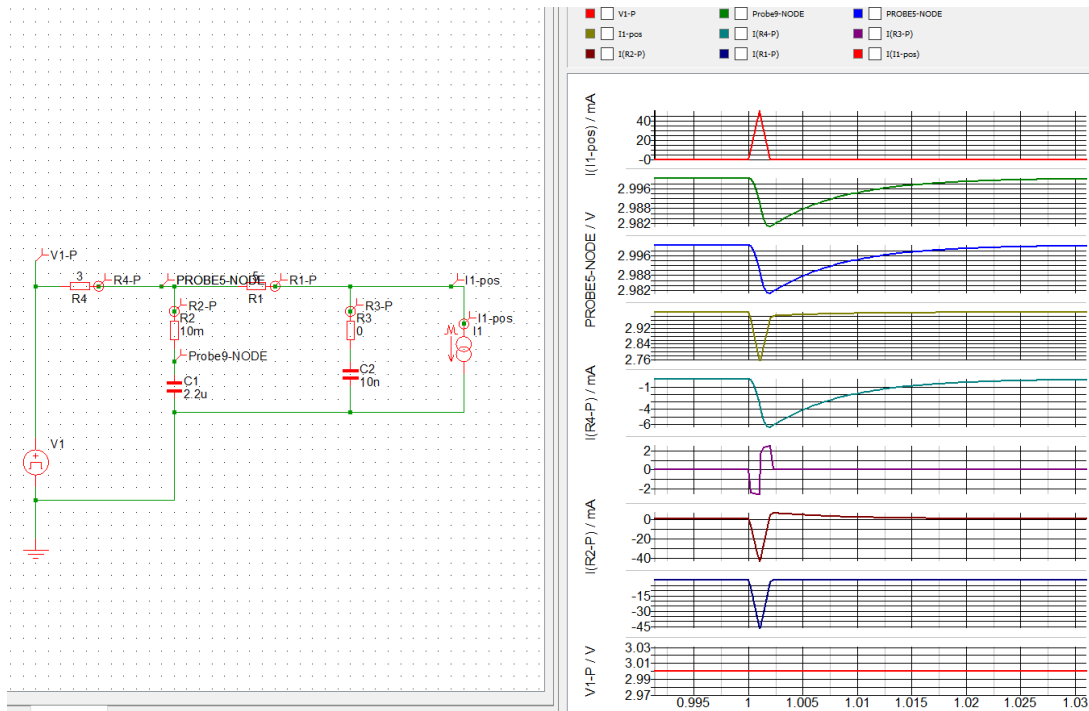 V1-P
Probe9-NODE
PROBE5-NODE
I1-pos
I(R4-P)
I(R3-P)
I(R2-P)
I(R1-P)
I(I1-pos)
V1-P
3
R4-P
R4
PROBE5-NODE
5
R1-P
R1
I1-pos
R2-P
R2
10m
R3-P
R3
0
I1-pos
I1
Probe9-NODE
C1
2.2u
C2
10n
V1
I(I1-pos) / mA
40
20
-0
PROBE5-NODE / V
2.996
2.988
2.982
2.996
2.988
2.982
2.92
2.84
2.76
I(R4-P) / mA
-1
-4
-6
2
0
-2
I(R2-P) / mA
0
-20
-40
-15
-30
-45
V1-P / V
3.03
3.01
2.99
2.97
0.995
1
1.005
1.01
1.015
1.02
1.025
1.03